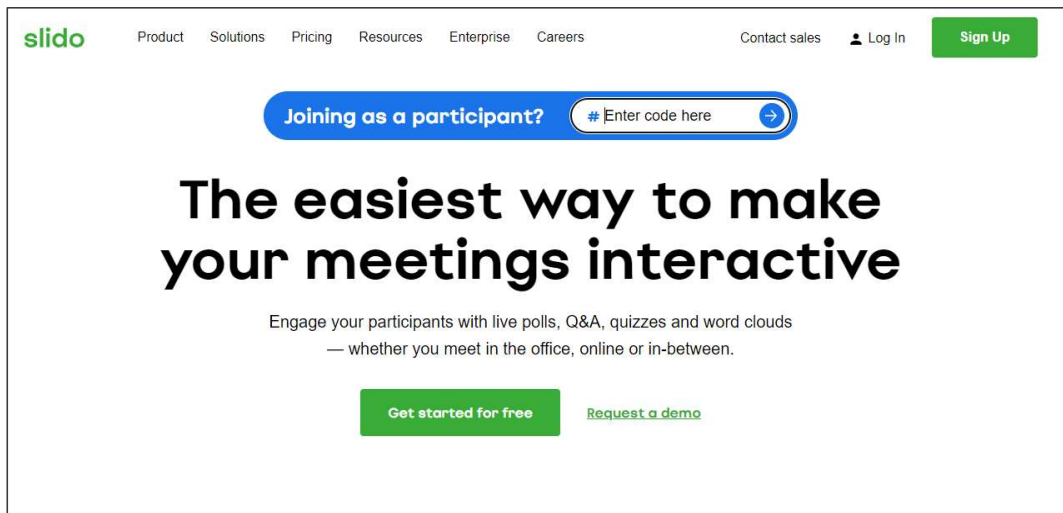 slido Product Solutions Pricing Resources Enterprise Careers Contact sales Log In Sign Up
Joining as a participant? # Enter code here
The easiest way to make
your meetings interactive
Engage your participants with live polls, Q&A, quizzes and word clouds
— whether you meet in the office, online or in-between.
Get started for free Request a demo